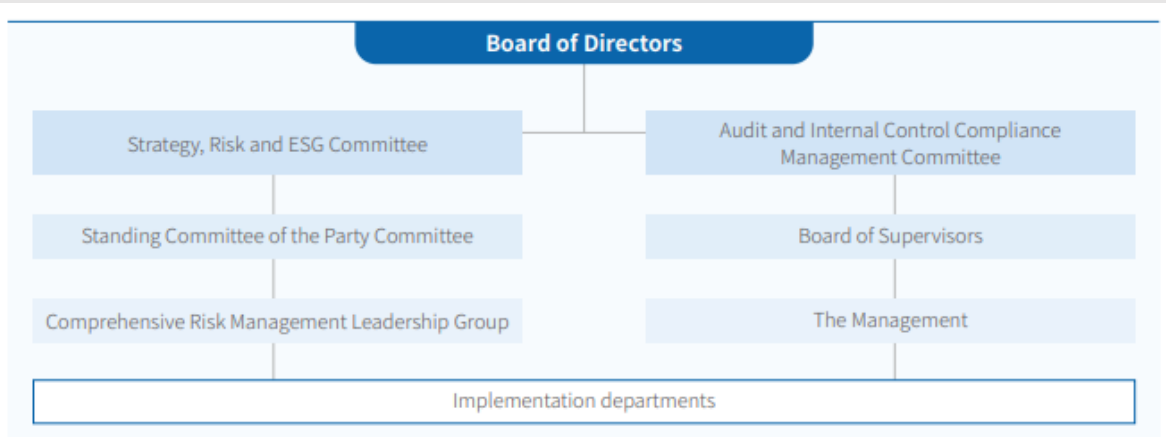 Board of Directors
Strategy, Risk and ESG Committee
Audit and Internal Control Compliance
Management Committee
Standing Committee of the Party Committee
Board of Supervisors
Comprehensive Risk Management Leadership Group
The Management
Implementation departments